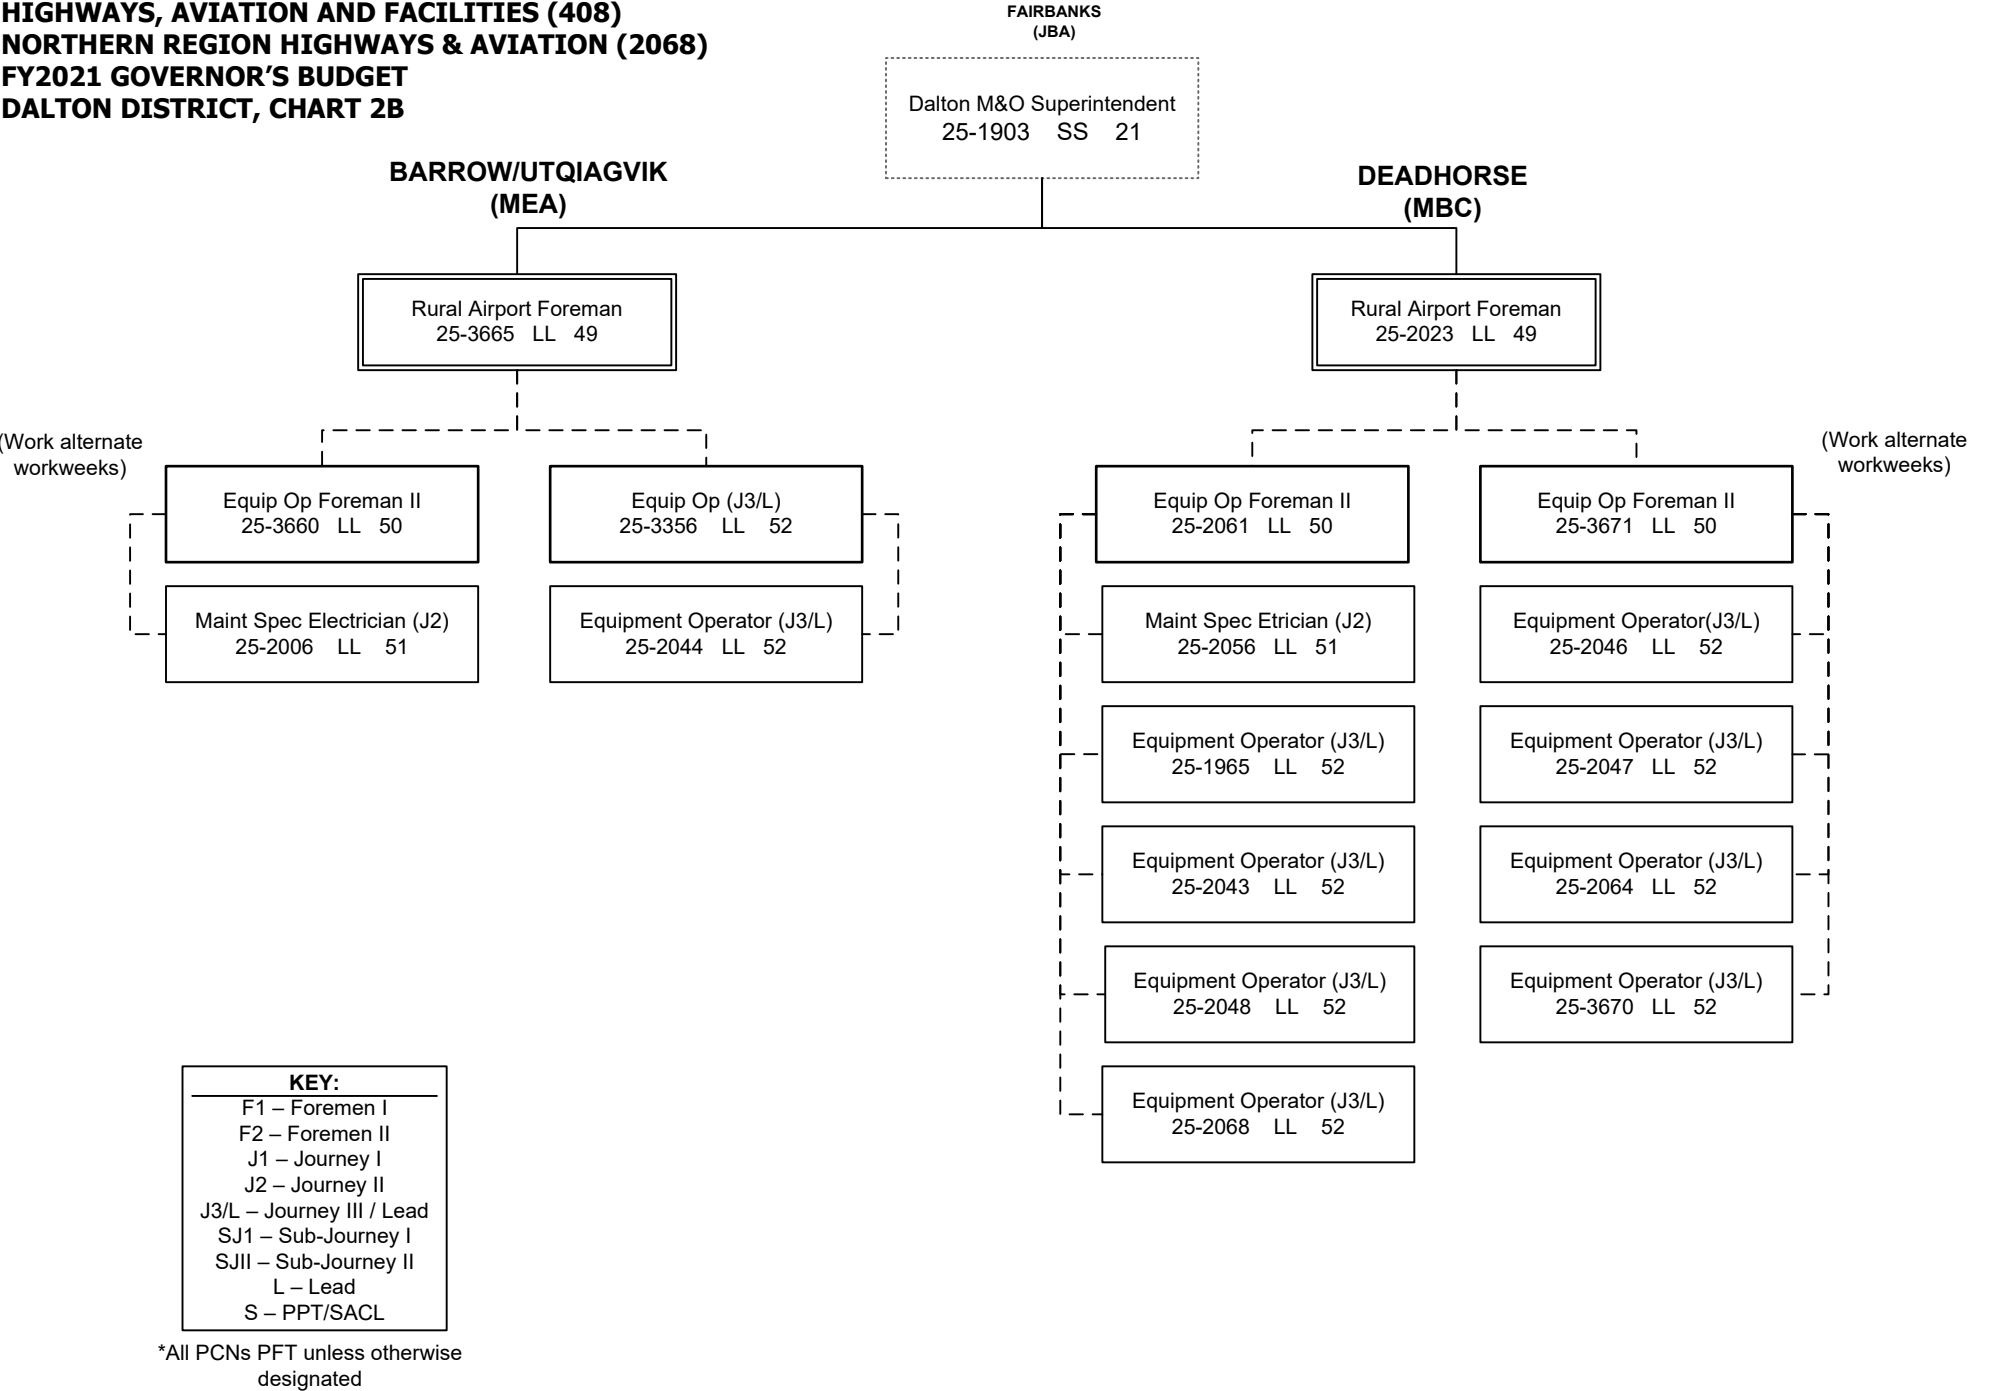 HIGHWAYS, AVIATION AND FACILITIES (408)
NORTHERN REGION HIGHWAYS & AVIATION (2068)
FY2021 GOVERNOR'S BUDGET
DALTON DISTRICT, CHART 2B
FAIRBANKS
(JBA)
Dalton M&O Superintendent
25-1903 SS 21
BARROW/UTQIAGVIK
(MEA)
DEADHORSE
(MBC)
Rural Airport Foreman
25-3665 LL 49
Rural Airport Foreman
25-2023 LL 49
(Work alternate
workweeks)
Equip Op Foreman II
25-3660 LL 50
Equip Op (J3/L)
25-3356 LL 52
Maint Spec Electrician (J2)
25-2006 LL 51
Equipment Operator (J3/L)
25-2044 LL 52
Equip Op Foreman II
25-2061 LL 50
Equip Op Foreman II
25-3671 LL 50
(Work alternate
workweeks)
Maint Spec Etrician (J2)
25-2056 LL 51
Equipment Operator(J3/L)
25-2046 LL 52
Equipment Operator (J3/L)
25-1965 LL 52
Equipment Operator (J3/L)
25-2047 LL 52
Equipment Operator (J3/L)
25-2043 LL 52
Equipment Operator (J3/L)
25-2064 LL 52
Equipment Operator (J3/L)
25-2048 LL 52
Equipment Operator (J3/L)
25-3670 LL 52
Equipment Operator (J3/L)
25-2068 LL 52
KEY:
F1 – Foremen I
F2 – Foremen II
J1 – Journey I
J2 – Journey II
J3/L – Journey III / Lead
SJ1 – Sub-Journey I
SJII – Sub-Journey II
L – Lead
S – PPT/SACL
*All PCNs PFT unless otherwise
designated